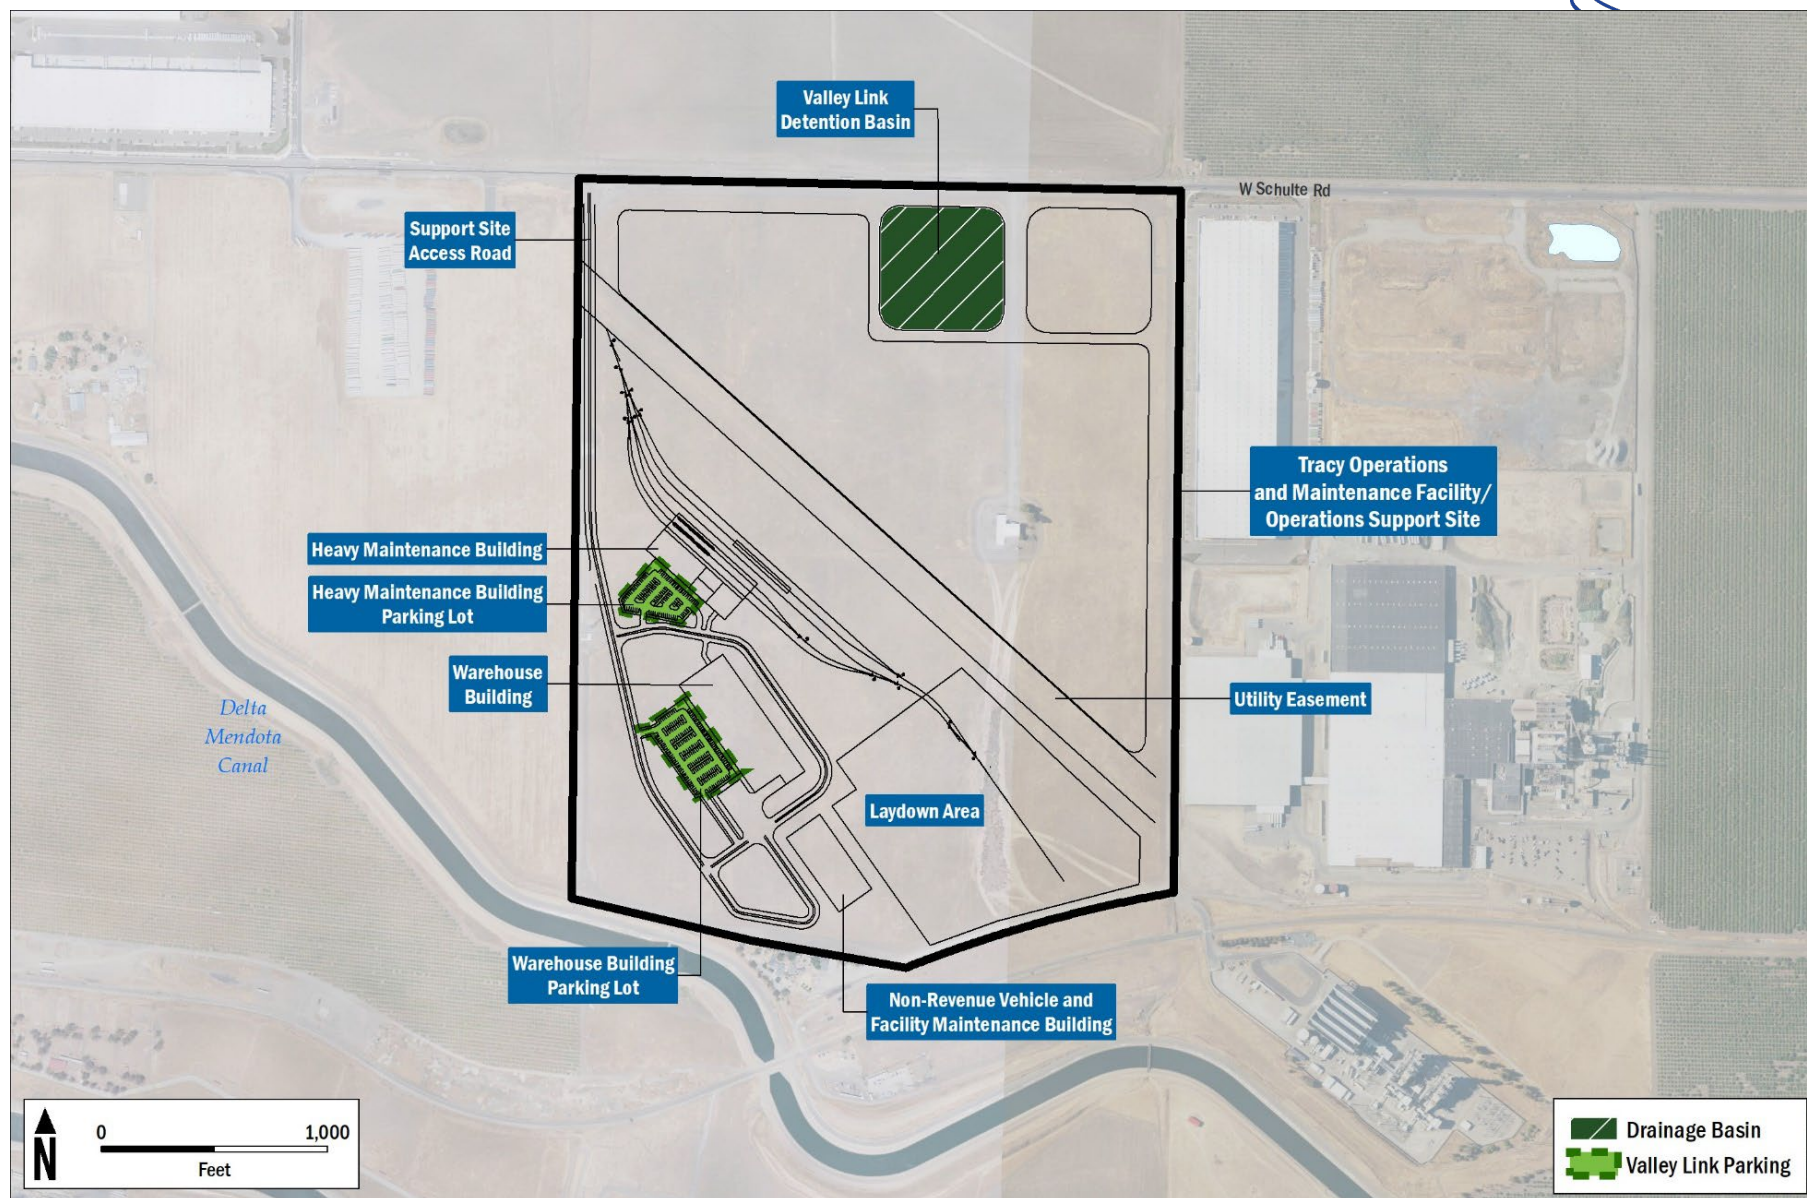 Valley Link
Detention Basin
W Schulte Rd
Support Site
Access Road
Tracy Operations
and Maintenance Facility/
Operations Support Site
Heavy Maintenance Building
Heavy Maintenance Building
Parking Lot
Warehouse
Building
Utility Easement
Delta
Mendota
Canal
Laydown Area
Warehouse Building
Parking Lot
Non-Revenue Vehicle and
Facility Maintenance Building
N
0 1,000
Feet
Drainage Basin
Valley Link Parking